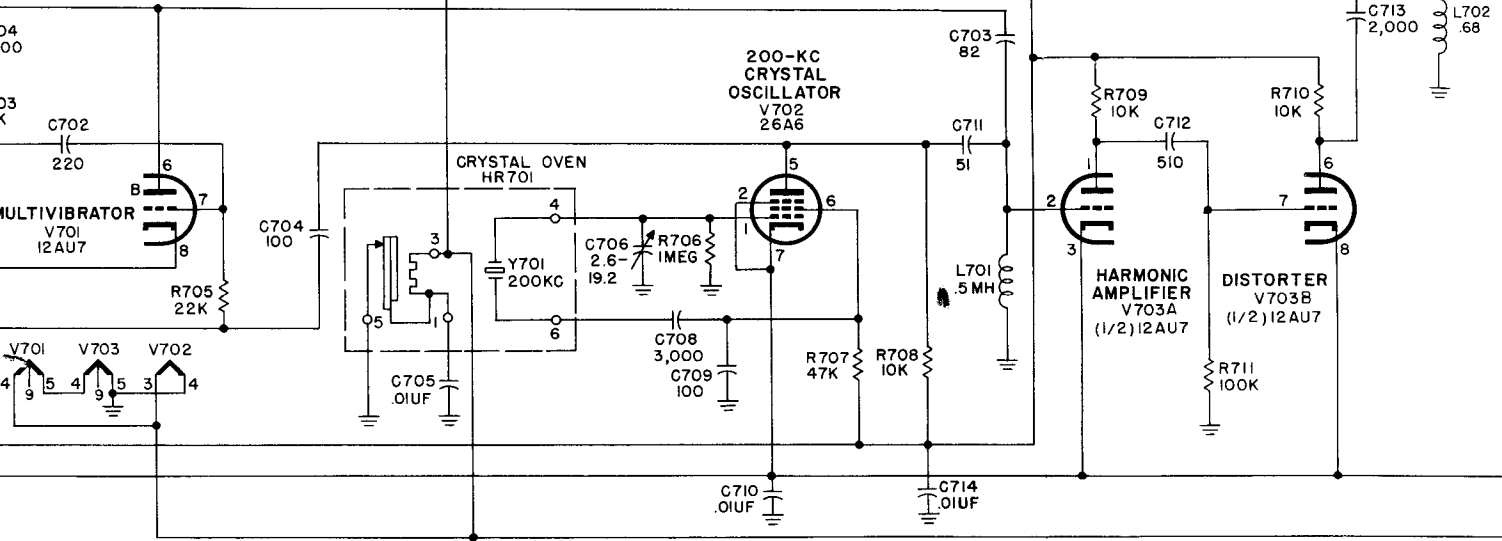 04
00
03
K
C702
220
6
B
7
8
MULTIVIBRATOR
V701
12AU7
R705
22K
C704
100
CRYSTAL OVEN
HR701
3
5
1
4
6
Y701
200KC
C705
.01UF
C706
2.6-
19.2
R706
1MEG
200-KC
CRYSTAL
OSCILLATOR
V702
26A6
5
2
1
6
7
C708
3,000
C709
100
R707
47K
R708
10K
C710
.01UF
C714
.01UF
C703
82
C711
51
L701
.5MH
R709
10K
C712
510
1
2
3
HARMONIC
AMPLIFIER
V703A
(1/2)12AU7
R711
100K
R710
10K
6
7
8
DISTORTER
V703B
(1/2)12AU7
C713
2,000
L702
.68
V701
V703
V702
4
9
5
4
9
5
3
4